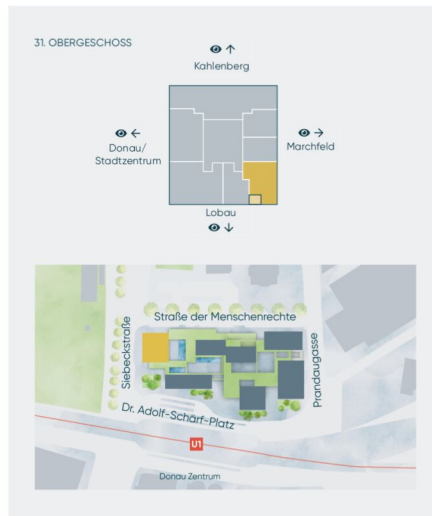 31. OBERGESCHOSS
Kahlenberg
Donau/
Stadtzentrum
Marchfeld
Lobau
Straße der Menschenrechte
Siebeckstraße
Prandaugasse
Dr. Adolf-Schärf-Platz
U1
Donau Zentrum